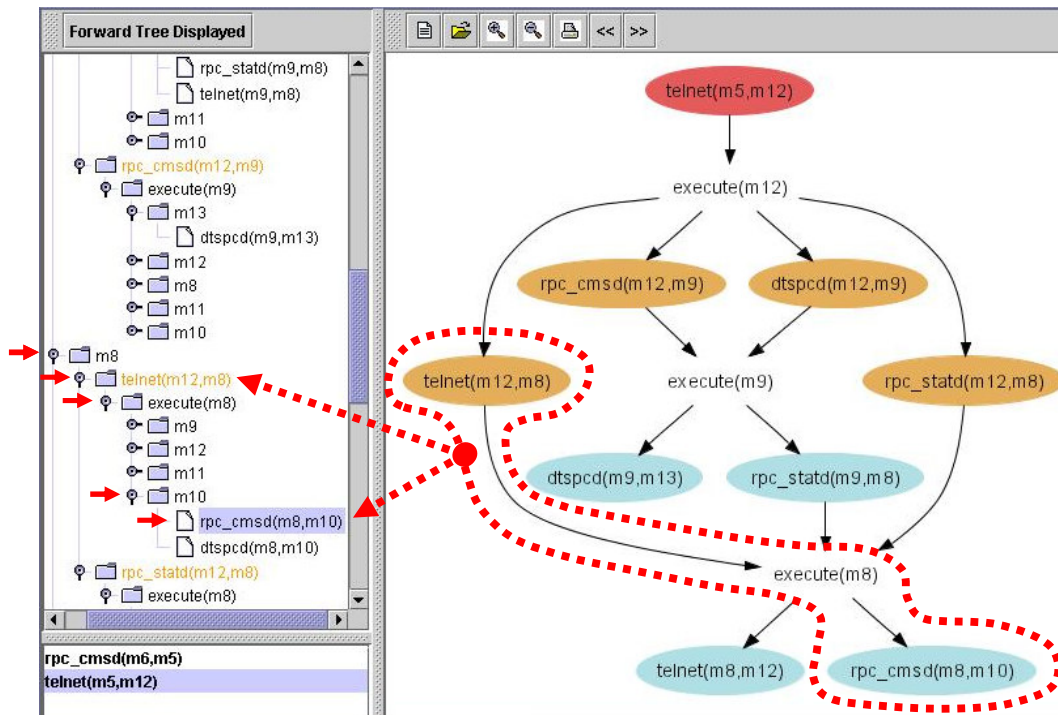 Forward Tree Displayed
<< >>
rpc_statd(m9,m8)
telnet(m9,m8)
m11
m10
rpc_cmsd(m12,m9)
execute(m9)
m13
dtspcd(m9,m13)
m12
m8
m11
m10
m8
telnet(m12,m8)
execute(m8)
m9
m12
m11
m10
rpc_cmsd(m8,m10)
dtspcd(m8,m10)
rpc_statd(m12,m8)
execute(m8)
rpc_cmsd(m6,m5)
telnet(m5,m12)
telnet(m5,m12)
execute(m12)
rpc_cmsd(m12,m9)
dtspcd(m12,m9)
telnet(m12,m8)
execute(m9)
rpc_statd(m12,m8)
dtspcd(m9,m13)
rpc_statd(m9,m8)
execute(m8)
telnet(m8,m12)
rpc_cmsd(m8,m10)